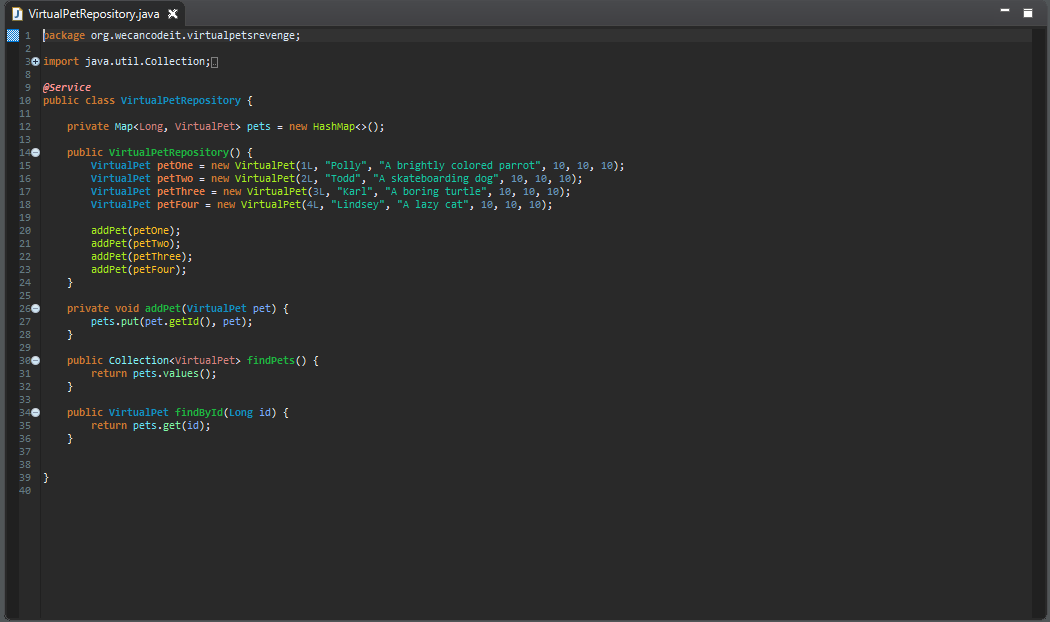 VirtualPetRepository.java
1 package org.wecancodeit.virtualpetsrevenge;
2
3 import java.util.Collection;
8
9 @Service
10 public class VirtualPetRepository {
11
12     private Map<Long, VirtualPet> pets = new HashMap<>();
13
14     public VirtualPetRepository() {
15         VirtualPet petOne = new VirtualPet(1L, "Polly", "A brightly colored parrot", 10, 10, 10);
16         VirtualPet petTwo = new VirtualPet(2L, "Todd", "A skateboarding dog", 10, 10, 10);
17         VirtualPet petThree = new VirtualPet(3L, "Karl", "A boring turtle", 10, 10, 10);
18         VirtualPet petFour = new VirtualPet(4L, "Lindsey", "A lazy cat", 10, 10, 10);
19
20         addPet(petOne);
21         addPet(petTwo);
22         addPet(petThree);
23         addPet(petFour);
24     }
25
26     private void addPet(VirtualPet pet) {
27         pets.put(pet.getId(), pet);
28     }
29
30     public Collection<VirtualPet> findPets() {
31         return pets.values();
32     }
33
34     public VirtualPet findById(Long id) {
35         return pets.get(id);
36     }
37
38
39 }
40